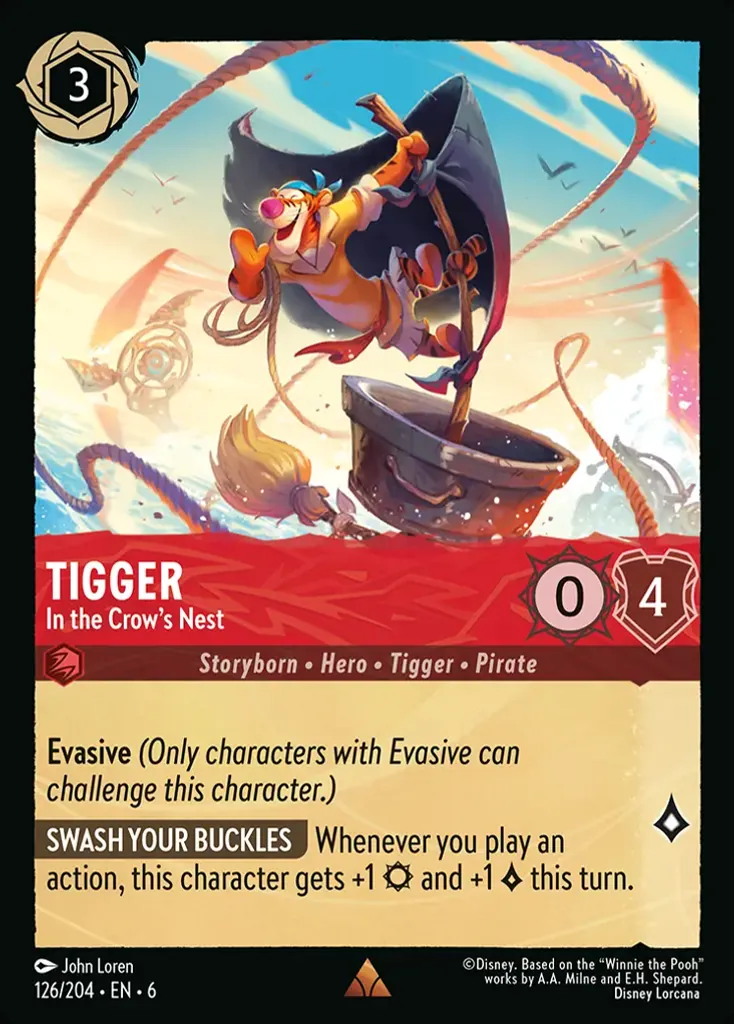 3
TIGGER
In the Crow's Nest
0
4
Storyborn • Hero • Tigger • Pirate
Evasive (Only characters with Evasive can
challenge this character.)
SWASH YOUR BUCKLES Whenever you play an
action, this character gets +1 and +1 this turn.
John Loren
126/204 • EN • 6
©Disney. Based on the "Winnie the Pooh"
works by A.A. Milne and E.H. Shepard.
Disney Lorcana